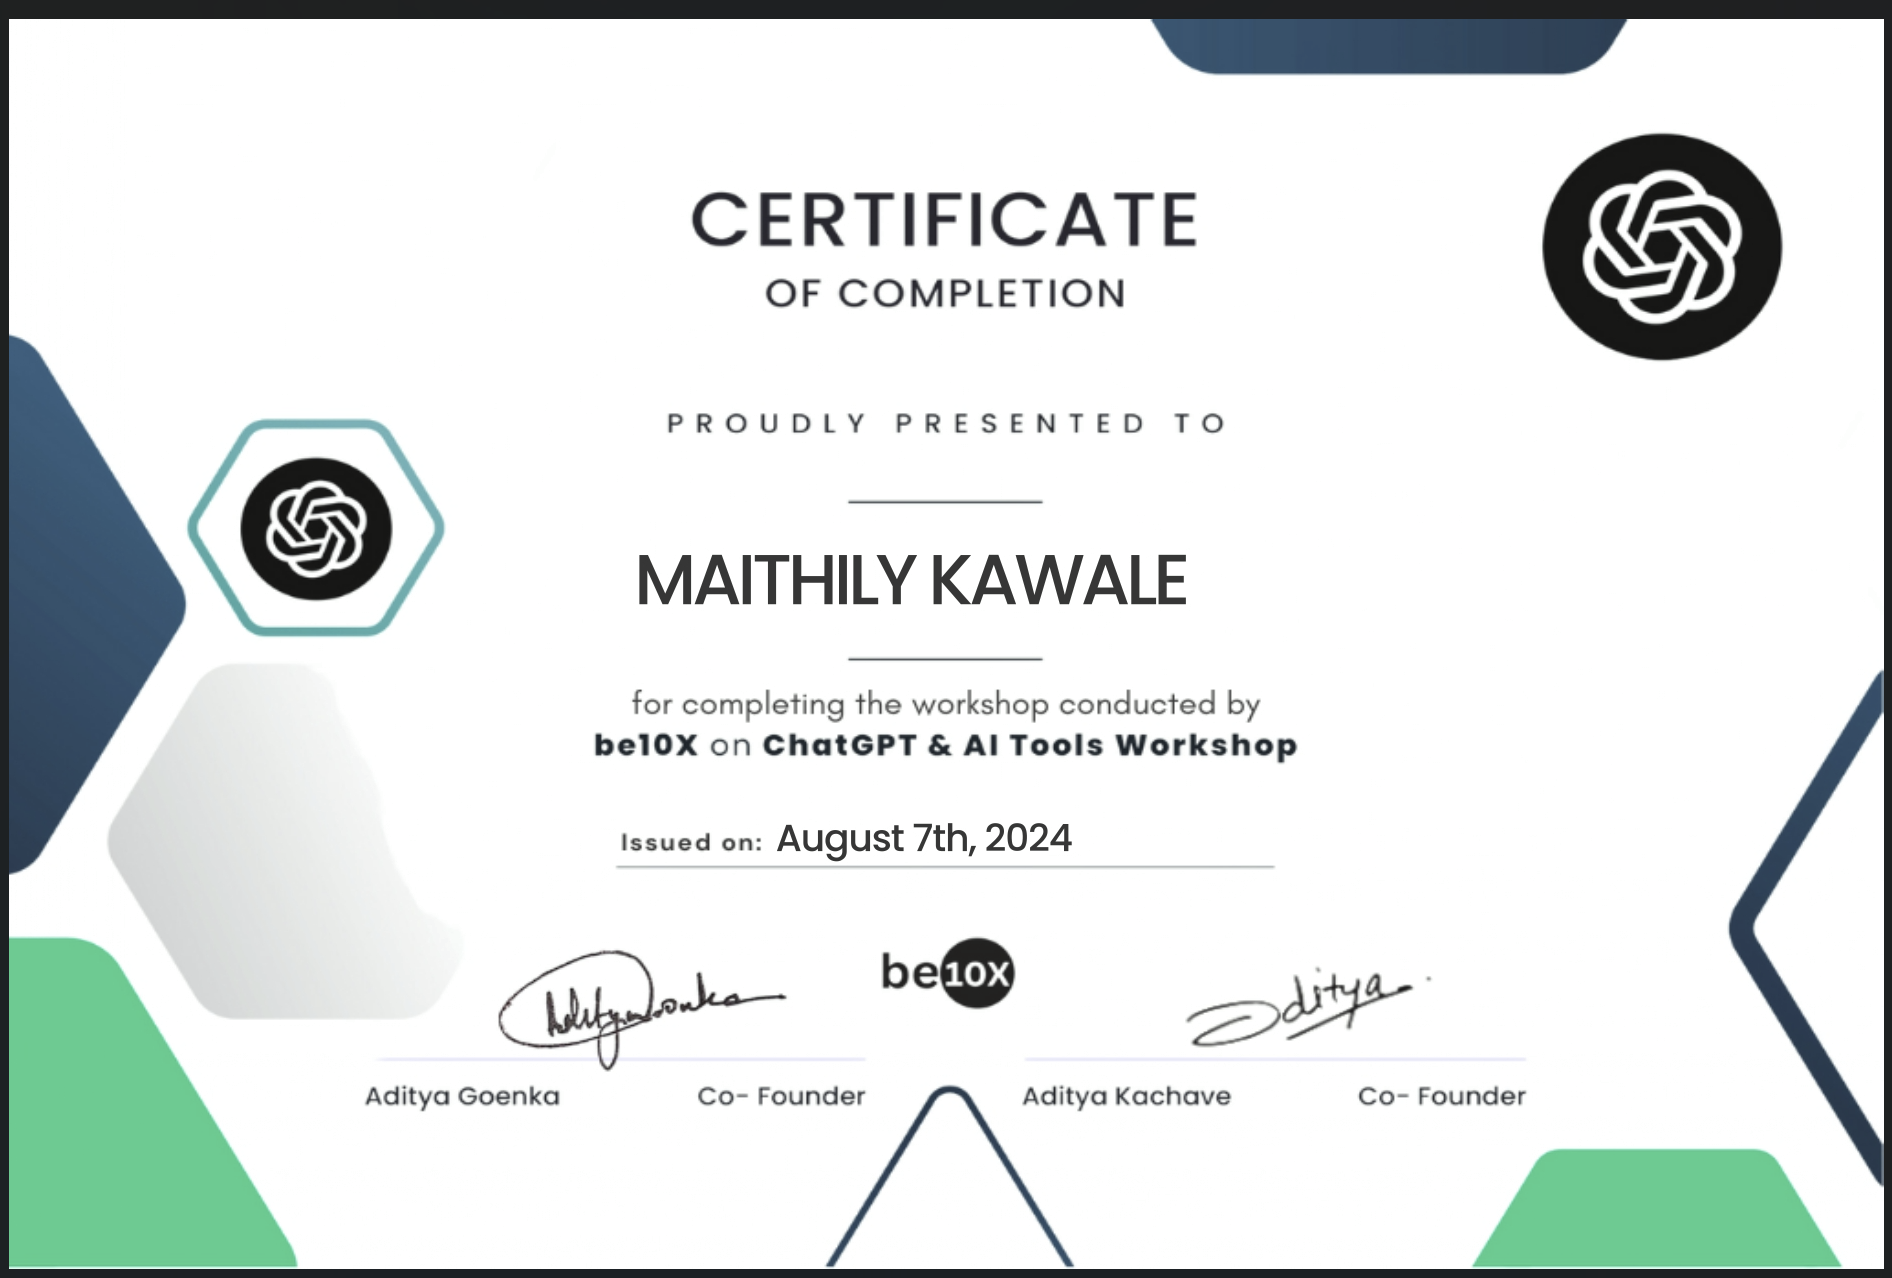 CERTIFICATE
OF COMPLETION
PROUDLY PRESENTED TO
MAITHILY KAWALE
for completing the workshop conducted by
be10X on ChatGPT & AI Tools Workshop
Issued on: August 7th, 2024
be10X
Aditya Goenka
Aditya
Aditya Goenka Co- Founder
Aditya Kachave Co- Founder